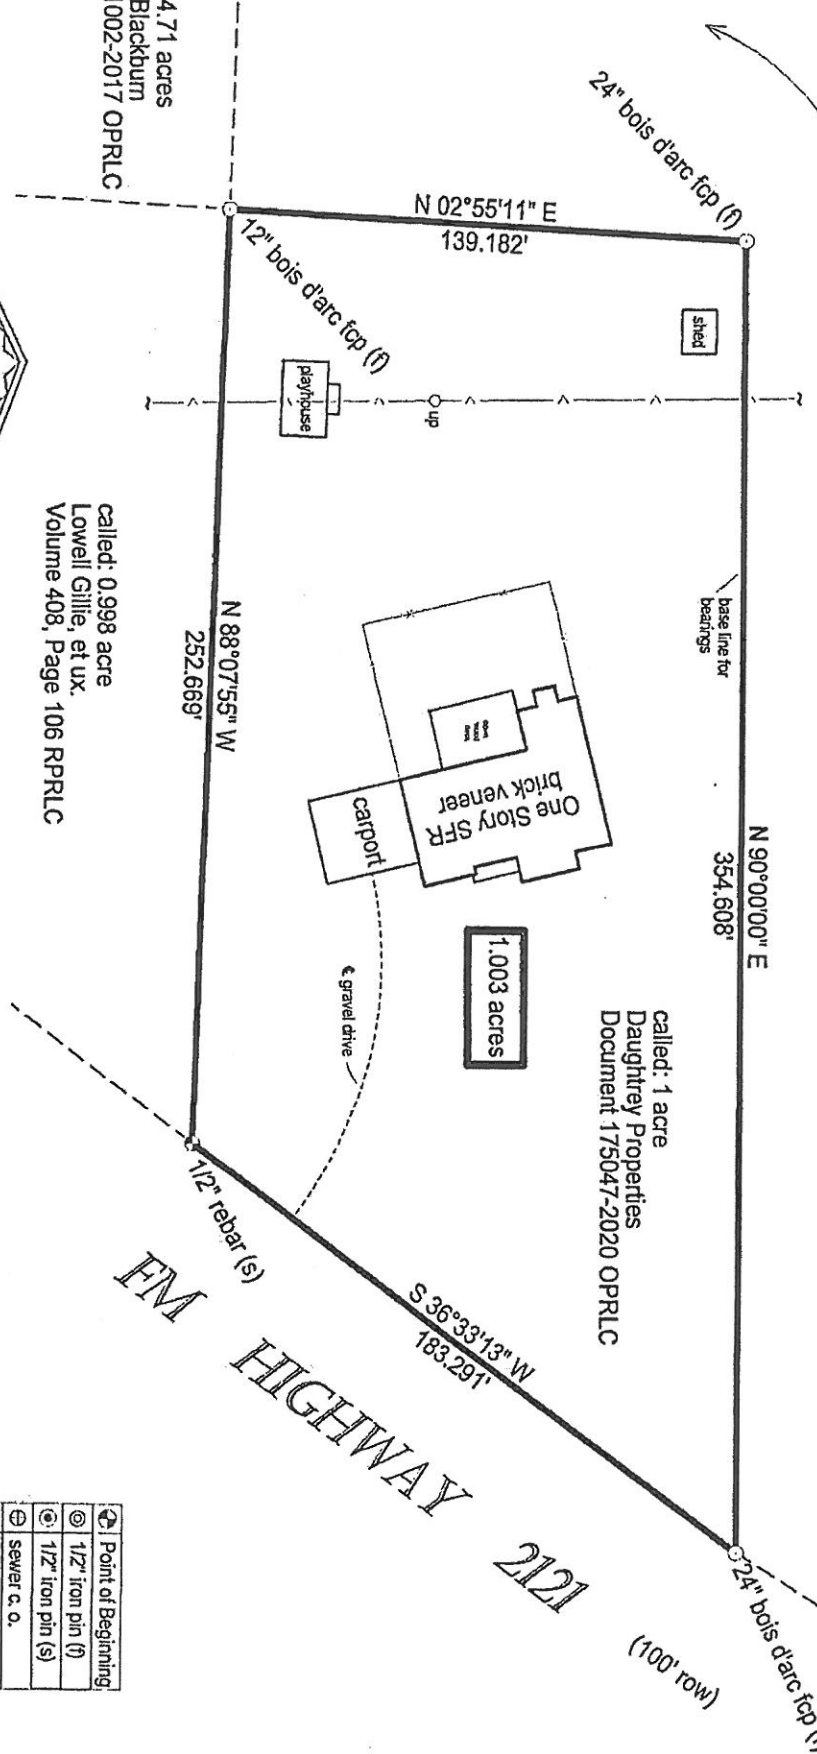 4.71 acres
Blackburn
1002-2017 OPRLC
24" bois d'arc fcp (f)
N 02°55'11" E
139.182'
12" bois d'arc fcp (f)
shed
playhouse
up
base line for
bearings
N 90°00'00" E
354.608'
called: 0.998 acre
Lowell Gillie, et ux.
Volume 408, Page 106 RPRLC
N 88°07'55" W
252.669'
One Story SFR
brick veneer
carport
1.003 acres
℄ gravel drive
called: 1 acre
Daughtrey Properties
Document 175047-2020 OPRLC
1/2" rebar (s)
S 36°33'13" W
183.291'
FM HIGHWAY 2121
(100' row)
24" bois d'arc fcp (f)
Point of Beginning
1/2" iron pin (f)
1/2" iron pin (s)
sewer c. o.